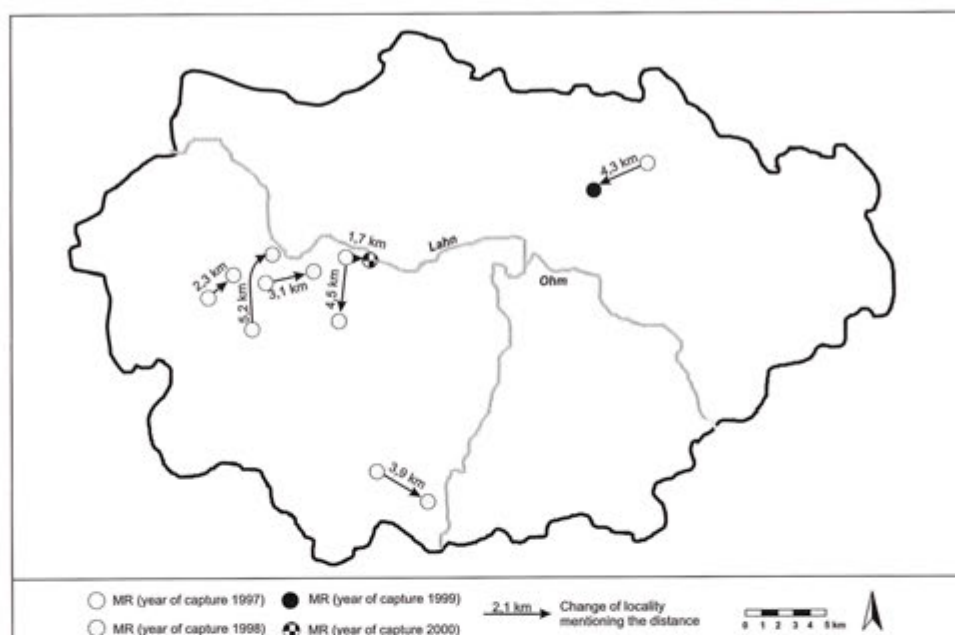 4,3 km
1,7 km
Lahn
2,3 km
5,2 km
3,1 km
4,5 km
Ohm
3,9 km
MR (year of capture 1997)
MR (year of capture 1999)
2,1 km
Change of locality
mentioning the distance
0 1 2 3 4 5 km
MR (year of capture 1998)
MR (year of capture 2000)